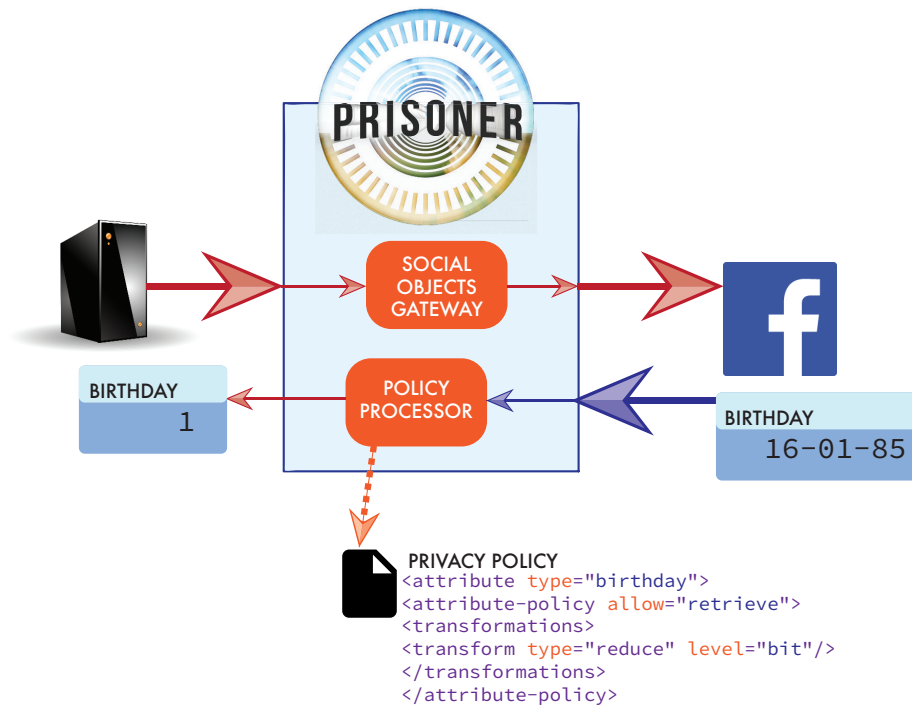 PRISONER
SOCIAL
OBJECTS
GATEWAY
f
BIRTHDAY
1
POLICY
PROCESSOR
BIRTHDAY
16-01-85
PRIVACY POLICY
<attribute type="birthday">
<attribute-policy allow="retrieve">
<transformations>
<transform type="reduce" level="bit"/>
</transformations>
</attribute-policy>